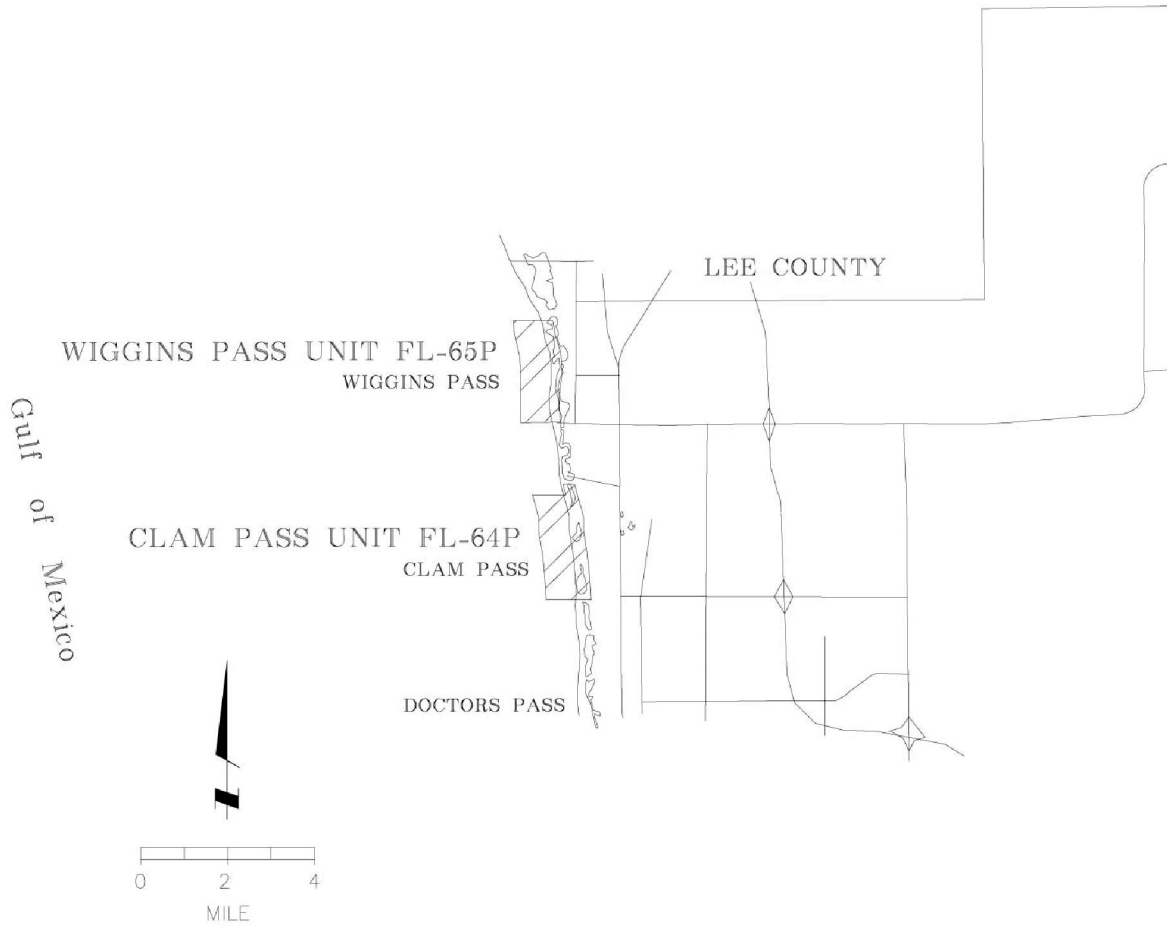 LEE COUNTY
WIGGINS PASS UNIT FL-65P
WIGGINS PASS
Gulf of Mexico
CLAM PASS UNIT FL-64P
CLAM PASS
DOCTORS PASS
N
0 2 4
MILE